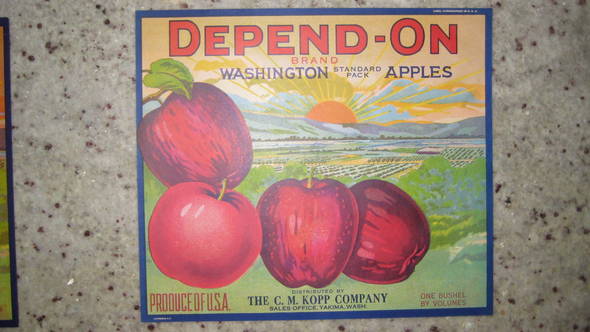 DEPEND-ON
BRAND
WASHINGTON STANDARD PACK APPLES
DISTRIBUTED BY
THE C. M. KOPP COMPANY
SALES OFFICE, YAKIMA, WASH.
PRODUCE OF U.S.A.
ONE BUSHEL
BY VOLUMES